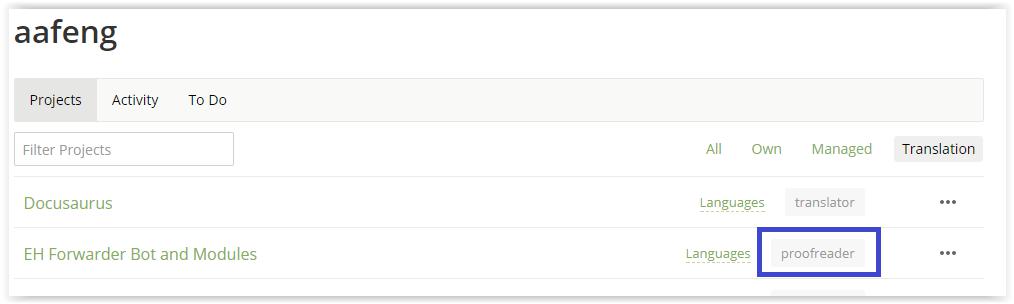 aafeng
Projects Activity To Do
Filter Projects All Own Managed Translation
Docusaurus Languages translator •••
EH Forwarder Bot and Modules Languages proofreader •••